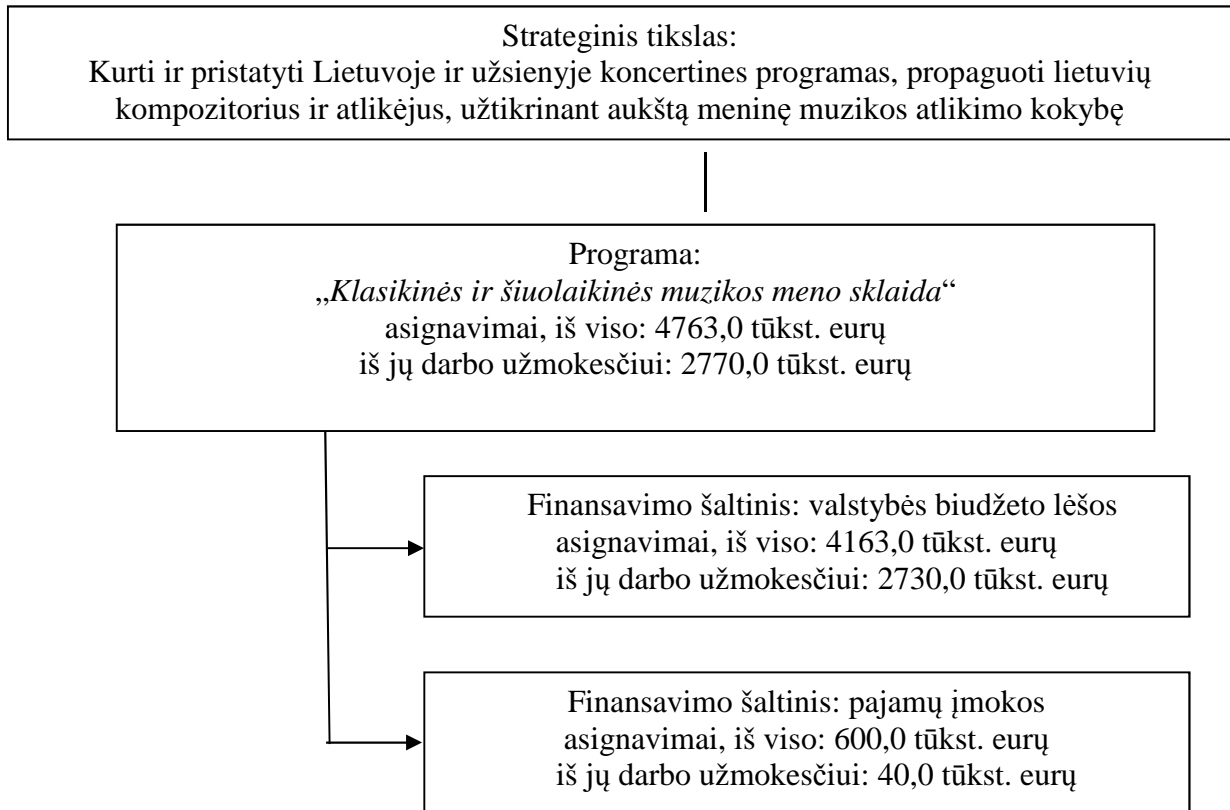 Strateginis tikslas:
Kurti ir pristatyti Lietuvoje ir užsienyje koncertines programas, propaguoti lietuvių
kompozitorius ir atlikėjus, užtikrinant aukštą meninę muzikos atlikimo kokybę
Programa:
„Klasikinės ir šiuolaikinės muzikos meno sklaida“
asignavimai, iš viso: 4763,0 tūkst. eurų
iš jų darbo užmokesčiui: 2770,0 tūkst. eurų
Finansavimo šaltinis: valstybės biudžeto lėšos
asignavimai, iš viso: 4163,0 tūkst. eurų
iš jų darbo užmokesčiui: 2730,0 tūkst. eurų
Finansavimo šaltinis: pajamų įmokos
asignavimai, iš viso: 600,0 tūkst. eurų
iš jų darbo užmokesčiui: 40,0 tūkst. eurų